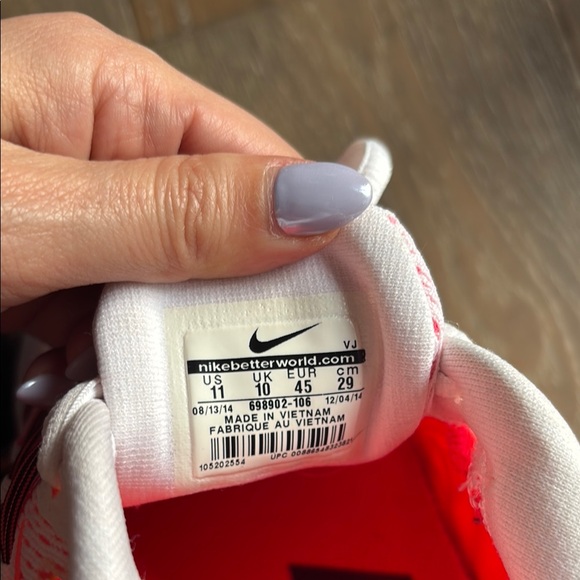 VJ
nikebetterworld.com
US UK EUR cm
11 10 45 29
08/13/14 698902-106 12/04/14
MADE IN VIETNAM
FABRIQUE AU VIETNAM
105202554 UPC